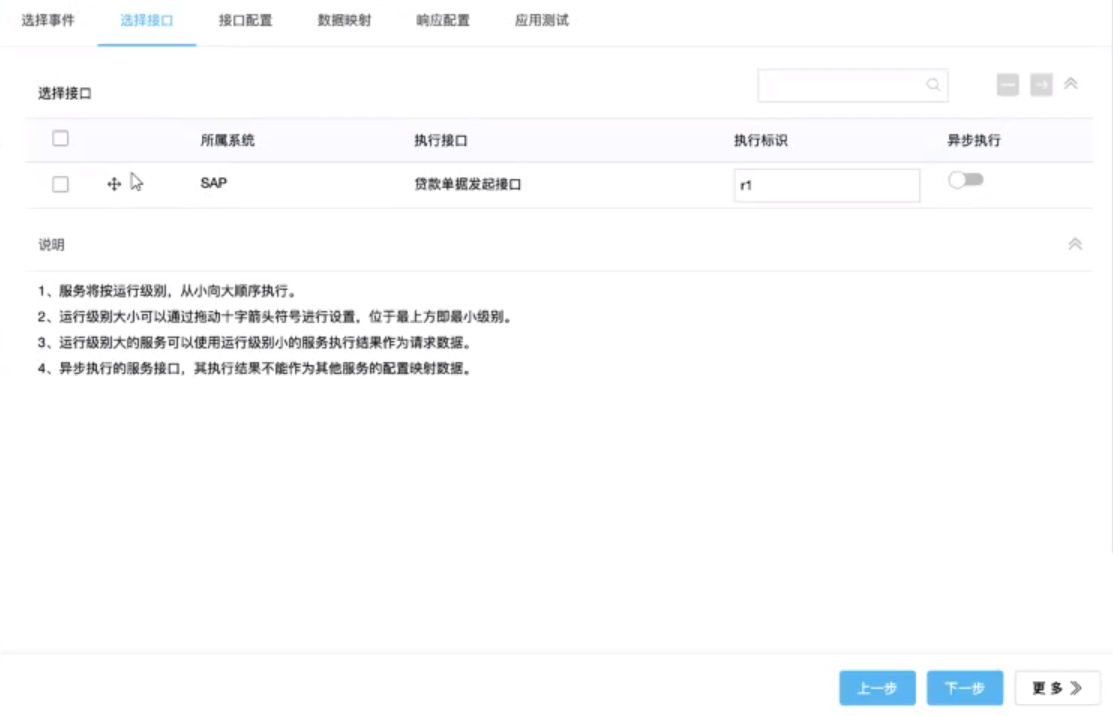 选择事件 选择接口 接口配置 数据映射 响应配置 应用测试
选择接口
所属系统 执行接口 执行标识 异步执行
SAP 贷款单据发起接口 r1
说明
1、服务将按运行级别，从小向大顺序执行。
2、运行级别大小可以通过拖动十字箭头符号进行设置，位于最上方即最小级别。
3、运行级别大的服务可以使用运行级别小的服务执行结果作为请求数据。
4、异步执行的服务接口，其执行结果不能作为其他服务的配置映射数据。
上一步 下一步 更多